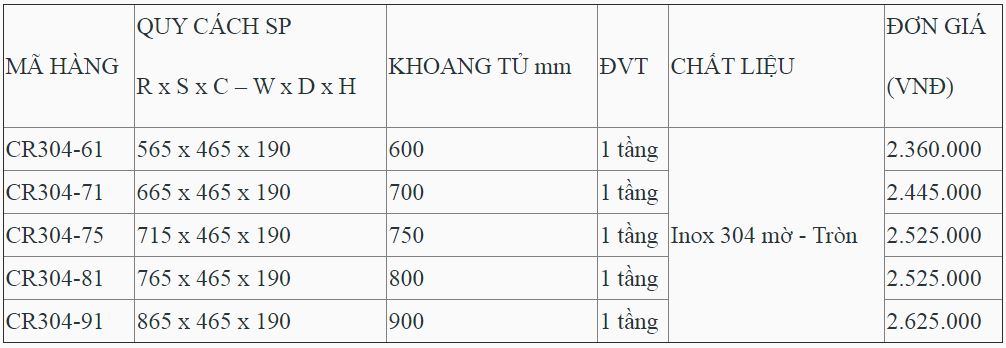 MÃ HÀNG QUY CÁCH SP R x S x C – W x D x H KHOANG TỦ mm ĐVT CHẤT LIỆU ĐƠN GIÁ (VNĐ)
CR304-61 565 x 465 x 190 600 1 tầng Inox 304 mờ - Tròn 2.360.000
CR304-71 665 x 465 x 190 700 1 tầng 2.445.000
CR304-75 715 x 465 x 190 750 1 tầng 2.525.000
CR304-81 765 x 465 x 190 800 1 tầng 2.525.000
CR304-91 865 x 465 x 190 900 1 tầng 2.625.000